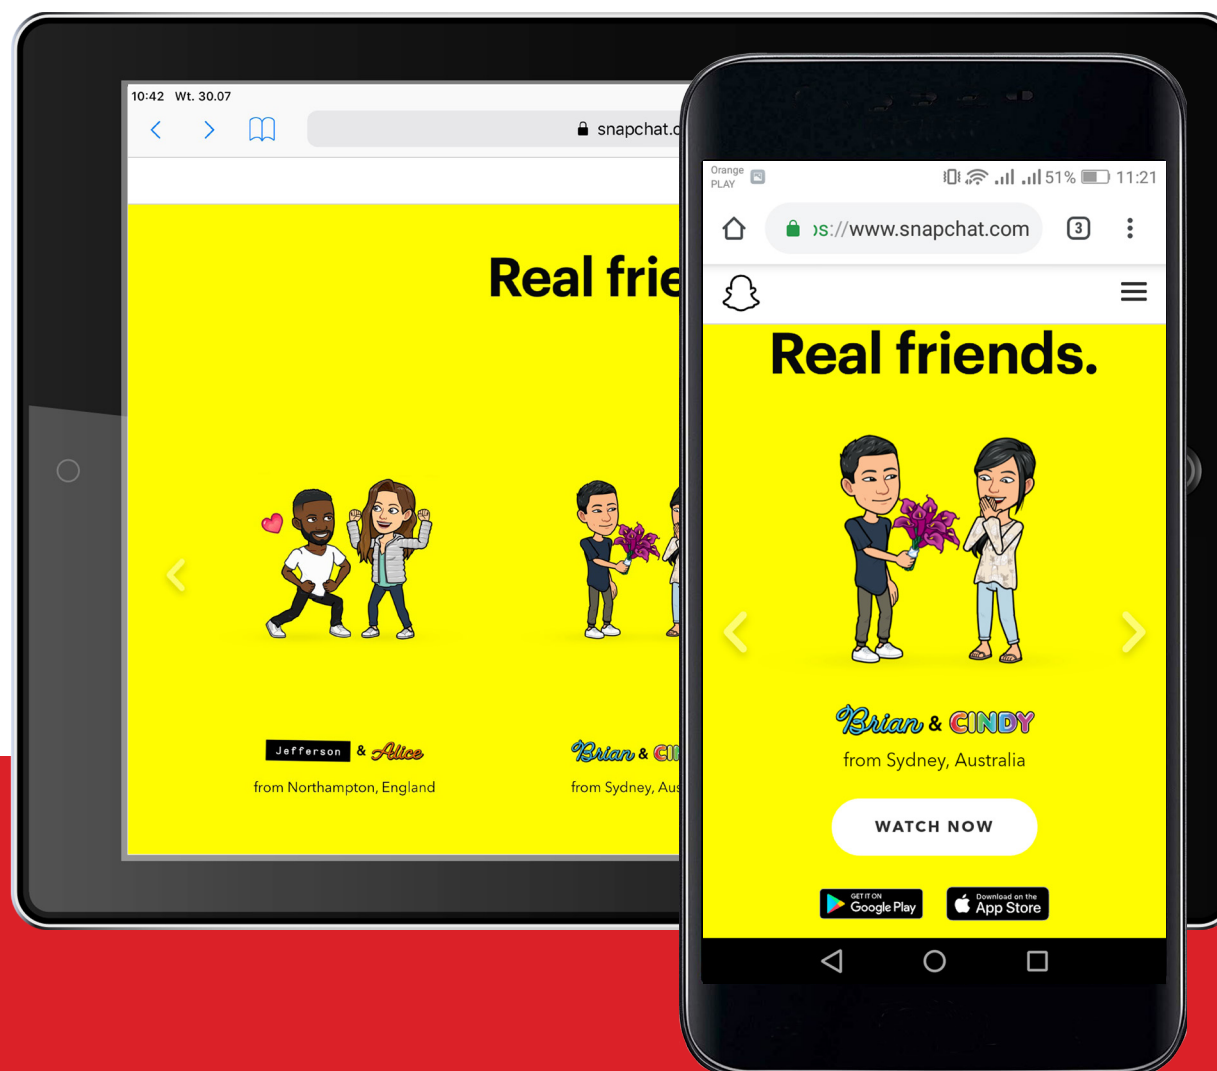 10:42 Wt. 30.07
snapchat.c
Real frie
Jefferson & Alice
from Northampton, England
Brian & CIN
from Sydney, Aus
Orange
PLAY
51% 11:21
ps://www.snapchat.com
3
Real friends.
Brian & CINDY
from Sydney, Australia
WATCH NOW
GET IT ON
Google Play
Download on the
App Store